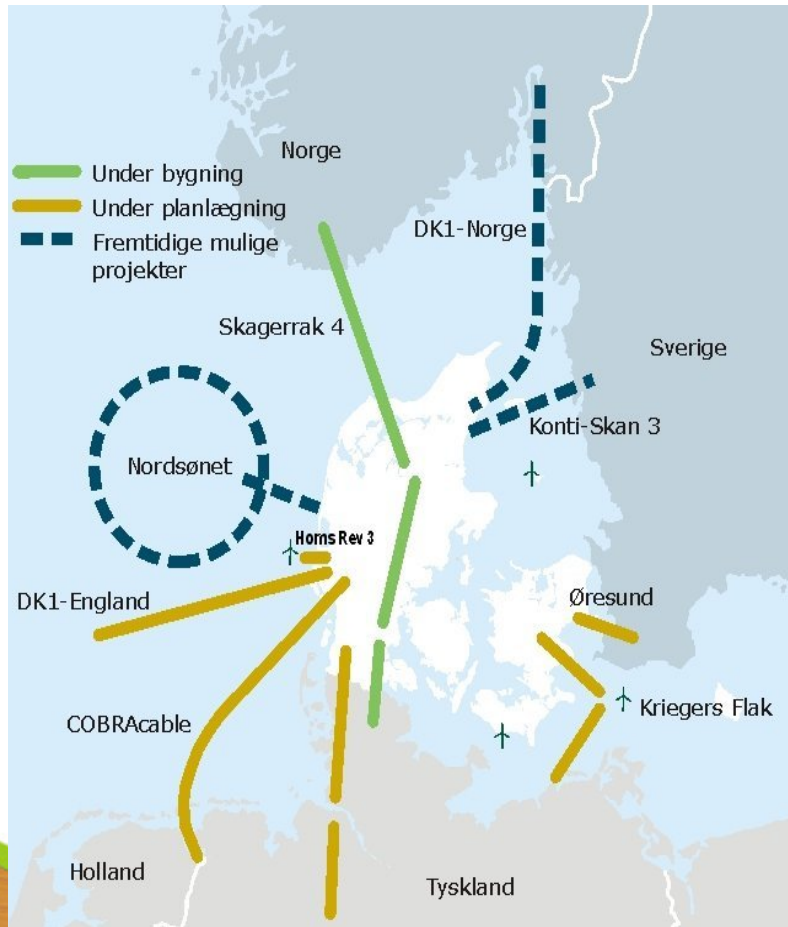 Norge
Under bygning
Under planlægning
Fremtidige mulige
projekter
DK1-Norge
Skagerrak 4
Sverige
Konti-Skan 3
Nordsønet
Horns Rev 3
DK1-England
Øresund
COBRAcable
Kriegers Flak
Holland
Tyskland